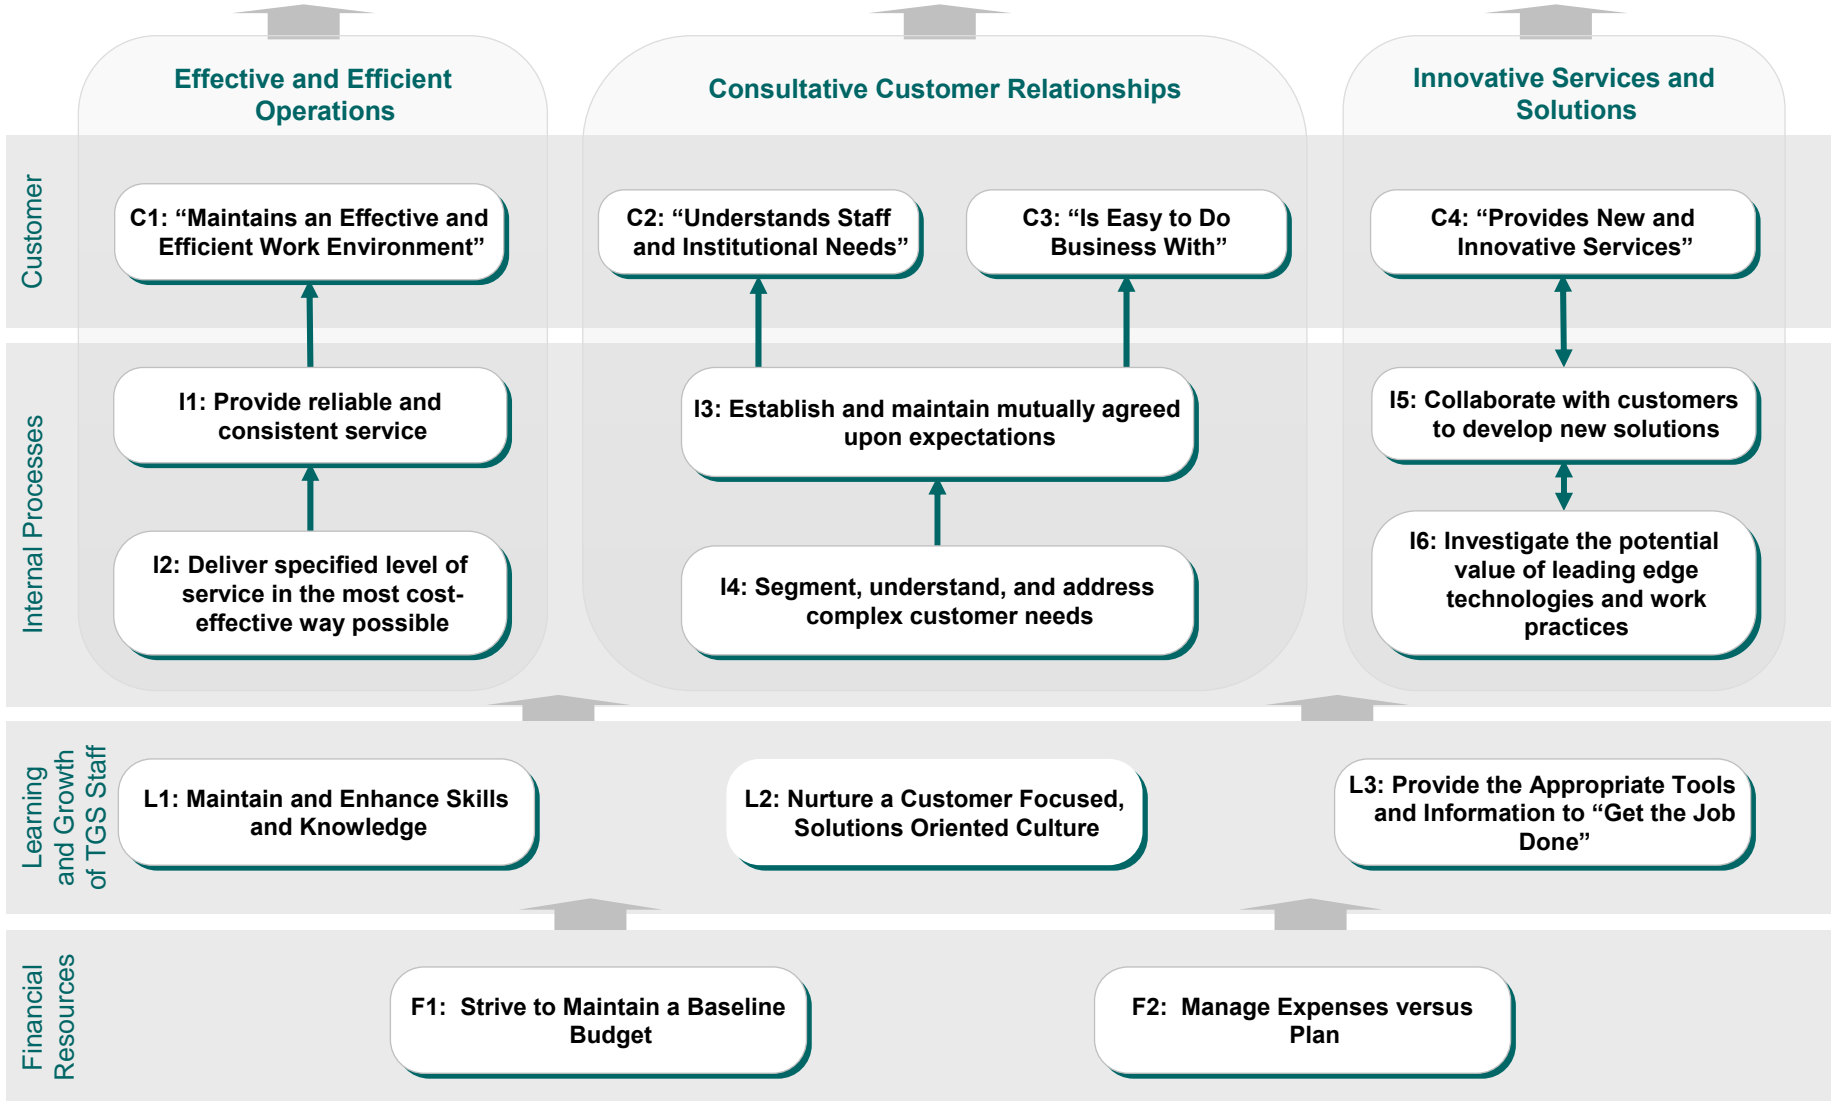 Effective and Efficient
Operations
Consultative Customer Relationships
Innovative Services and
Solutions
Customer
C1: “Maintains an Effective and
Efficient Work Environment”
C2: “Understands Staff
and Institutional Needs”
C3: “Is Easy to Do
Business With”
C4: “Provides New and
Innovative Services”
Internal Processes
I1: Provide reliable and
consistent service
I3: Establish and maintain mutually agreed
upon expectations
I5: Collaborate with customers
to develop new solutions
I2: Deliver specified level of
service in the most cost-
effective way possible
I4: Segment, understand, and address
complex customer needs
I6: Investigate the potential
value of leading edge
technologies and work
practices
Learning
and Growth
of TGS Staff
L1: Maintain and Enhance Skills
and Knowledge
L2: Nurture a Customer Focused,
Solutions Oriented Culture
L3: Provide the Appropriate Tools
and Information to “Get the Job
Done”
Financial
Resources
F1:  Strive to Maintain a Baseline
Budget
F2:  Manage Expenses versus
Plan